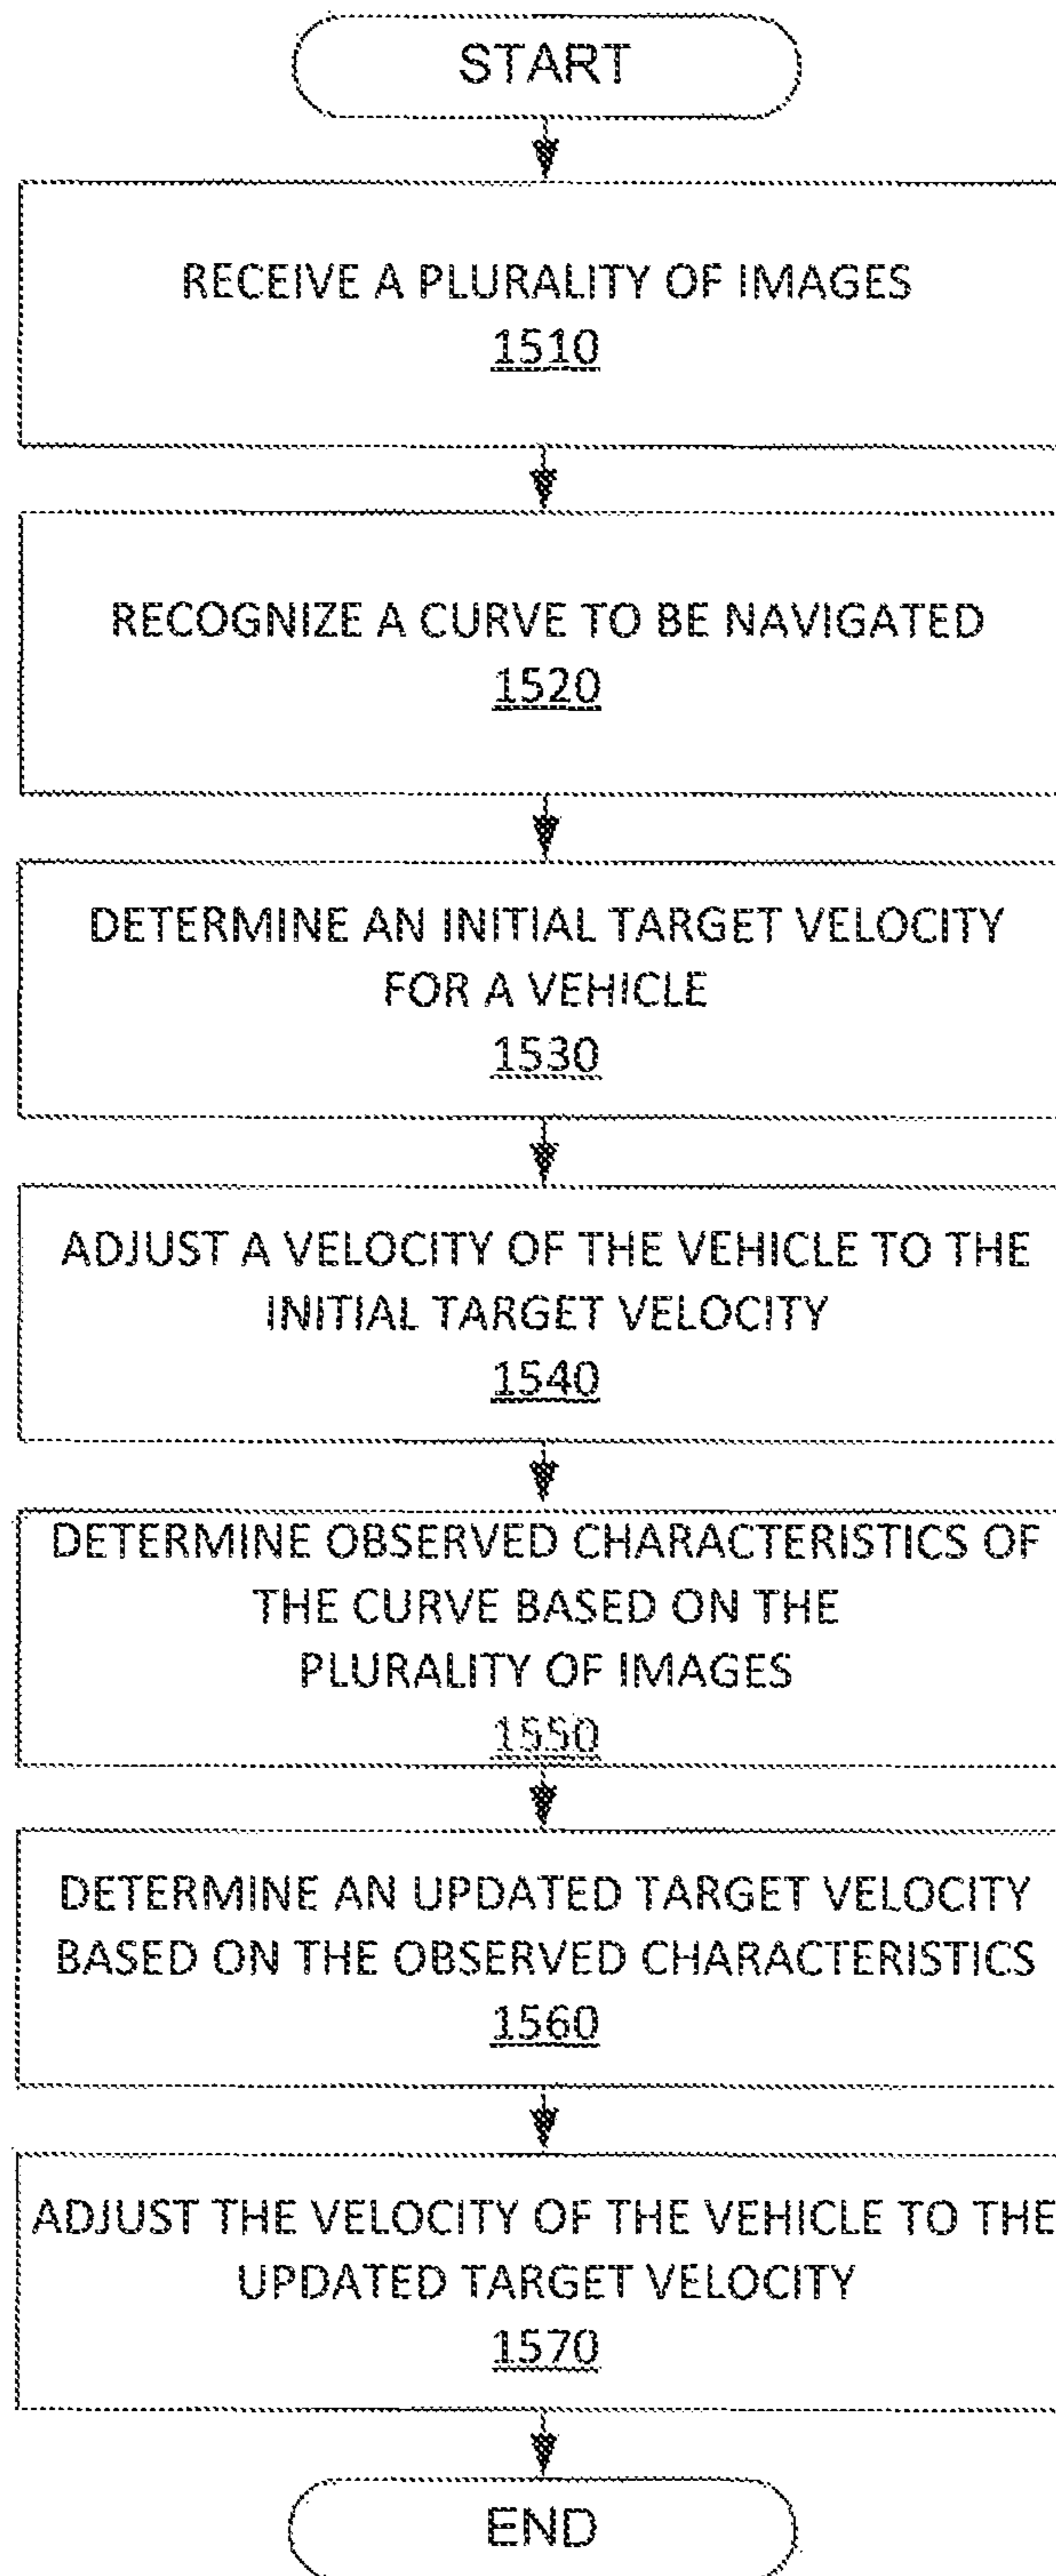 START
RECEIVE A PLURALITY OF IMAGES
1510
RECOGNIZE A CURVE TO BE NAVIGATED
1520
DETERMINE AN INITIAL TARGET VELOCITY
FOR A VEHICLE
1530
ADJUST A VELOCITY OF THE VEHICLE TO THE
INITIAL TARGET VELOCITY
1540
DETERMINE OBSERVED CHARACTERISTICS OF
THE CURVE BASED ON THE
PLURALITY OF IMAGES
1550
DETERMINE AN UPDATED TARGET VELOCITY
BASED ON THE OBSERVED CHARACTERISTICS
1560
ADJUST THE VELOCITY OF THE VEHICLE TO THE
UPDATED TARGET VELOCITY
1570
END